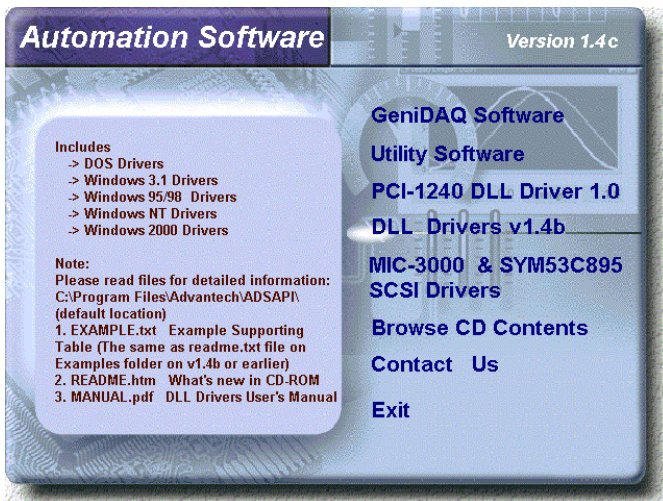 Automation Software
Version 1.4c
Includes
-> DOS Drivers
-> Windows 3.1 Drivers
-> Windows 95/98 Drivers
-> Windows NT Drivers
-> Windows 2000 Drivers
Note:
Please read files for detailed information:
C:\Program Files\Advantech\ADSAPI\
(default location)
1. EXAMPLE.txt Example Supporting
Table (The same as readme.txt file on
Examples folder on v1.4b or earlier)
2. README.htm What's new in CD-ROM
3. MANUAL.pdf DLL Drivers User's Manual
GeniDAQ Software
Utility Software
PCI-1240 DLL Driver 1.0
DLL Drivers v1.4b
MIC-3000 & SYM53C895
SCSI Drivers
Browse CD Contents
Contact Us
Exit